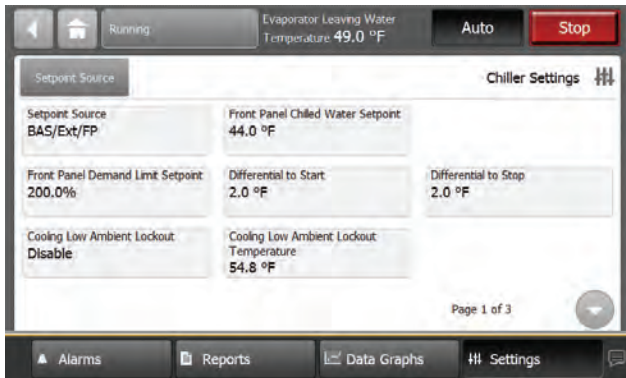 Running
Evaporator Leaving Water
Temperature 49.0 °F
Auto
Stop
Setpoint Source
Chiller Settings
Setpoint Source
BAS/Ext/FP
Front Panel Chilled Water Setpoint
44.0 °F
Front Panel Demand Limit Setpoint
200.0%
Differential to Start
2.0 °F
Differential to Stop
2.0 °F
Cooling Low Ambient Lockout
Disable
Cooling Low Ambient Lockout
Temperature
54.8 °F
Page 1 of 3
Alarms
Reports
Data Graphs
Settings